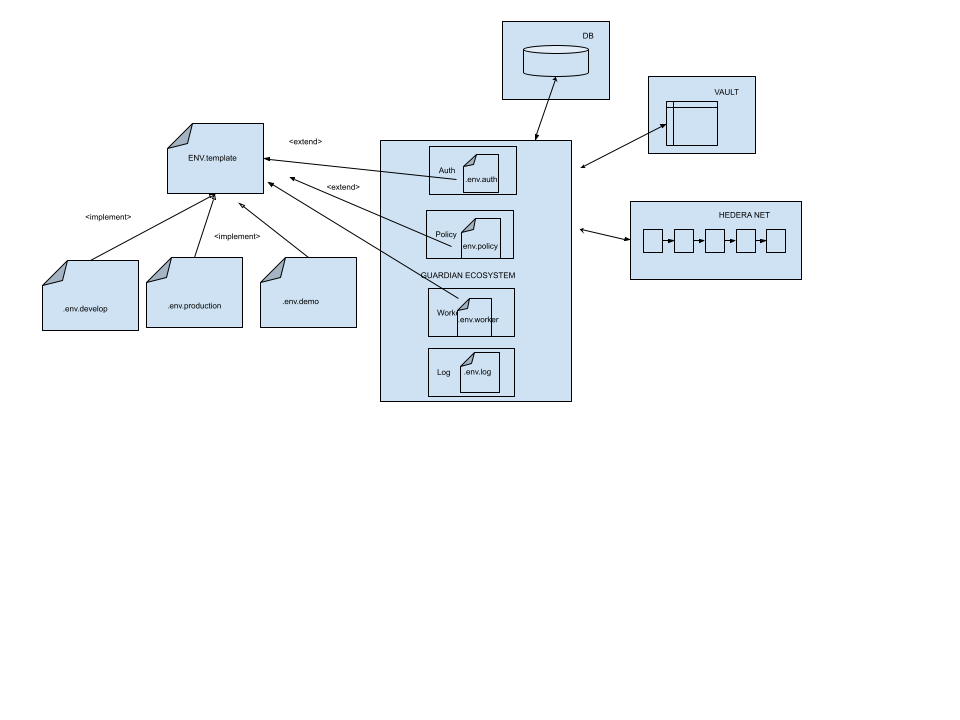 DB
VAULT
<extend>
ENV.template
Auth
.env.auth
<extend>
<implement>
HEDERA NET
Policy
<implement>
env.policy
GUARDIAN ECOSYSTEM
.env.develop
.env.production
.env.demo
Worke
.env.worker
Log
.env.log